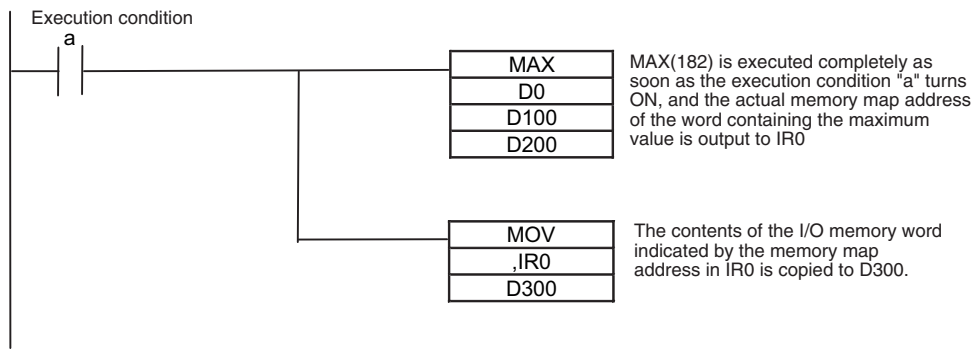 Execution condition
a
MAX
D0
D100
D200
MAX(182) is executed completely as
soon as the execution condition "a" turns
ON, and the actual memory map address
of the word containing the maximum
value is output to IR0
MOV
,IR0
D300
The contents of the I/O memory word
indicated by the memory map
address in IR0 is copied to D300.